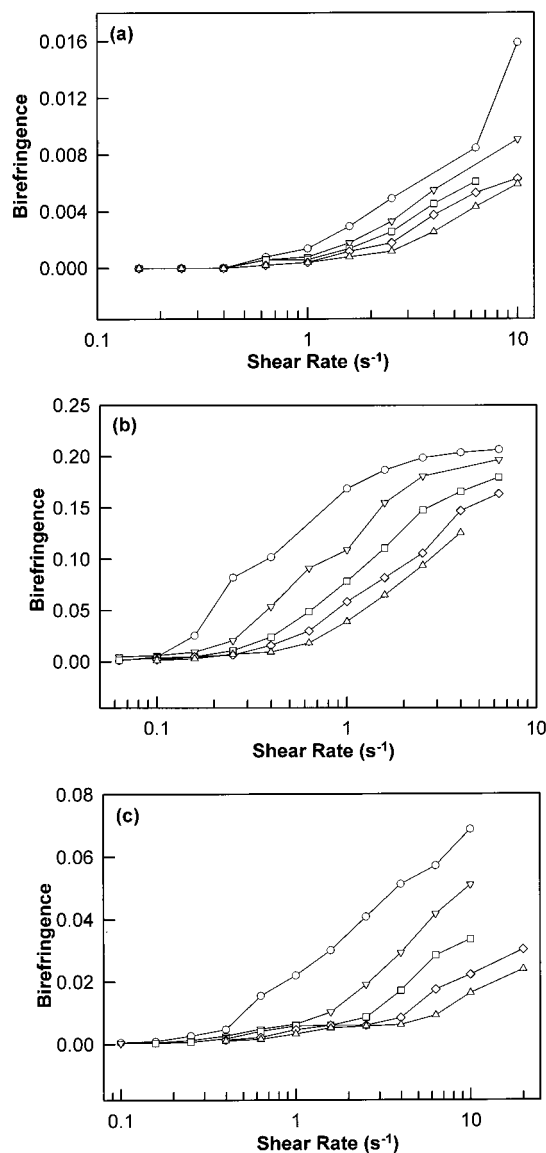 (a)
Birefringence
0.016
0.012
0.008
0.004
0.000
0.1
1
10
Shear Rate (s⁻¹)
(b)
Birefringence
0.25
0.20
0.15
0.10
0.05
0.00
0.1
1
10
Shear Rate (s⁻¹)
(c)
Birefringence
0.08
0.06
0.04
0.02
0.00
0.1
1
10
Shear Rate (s⁻¹)